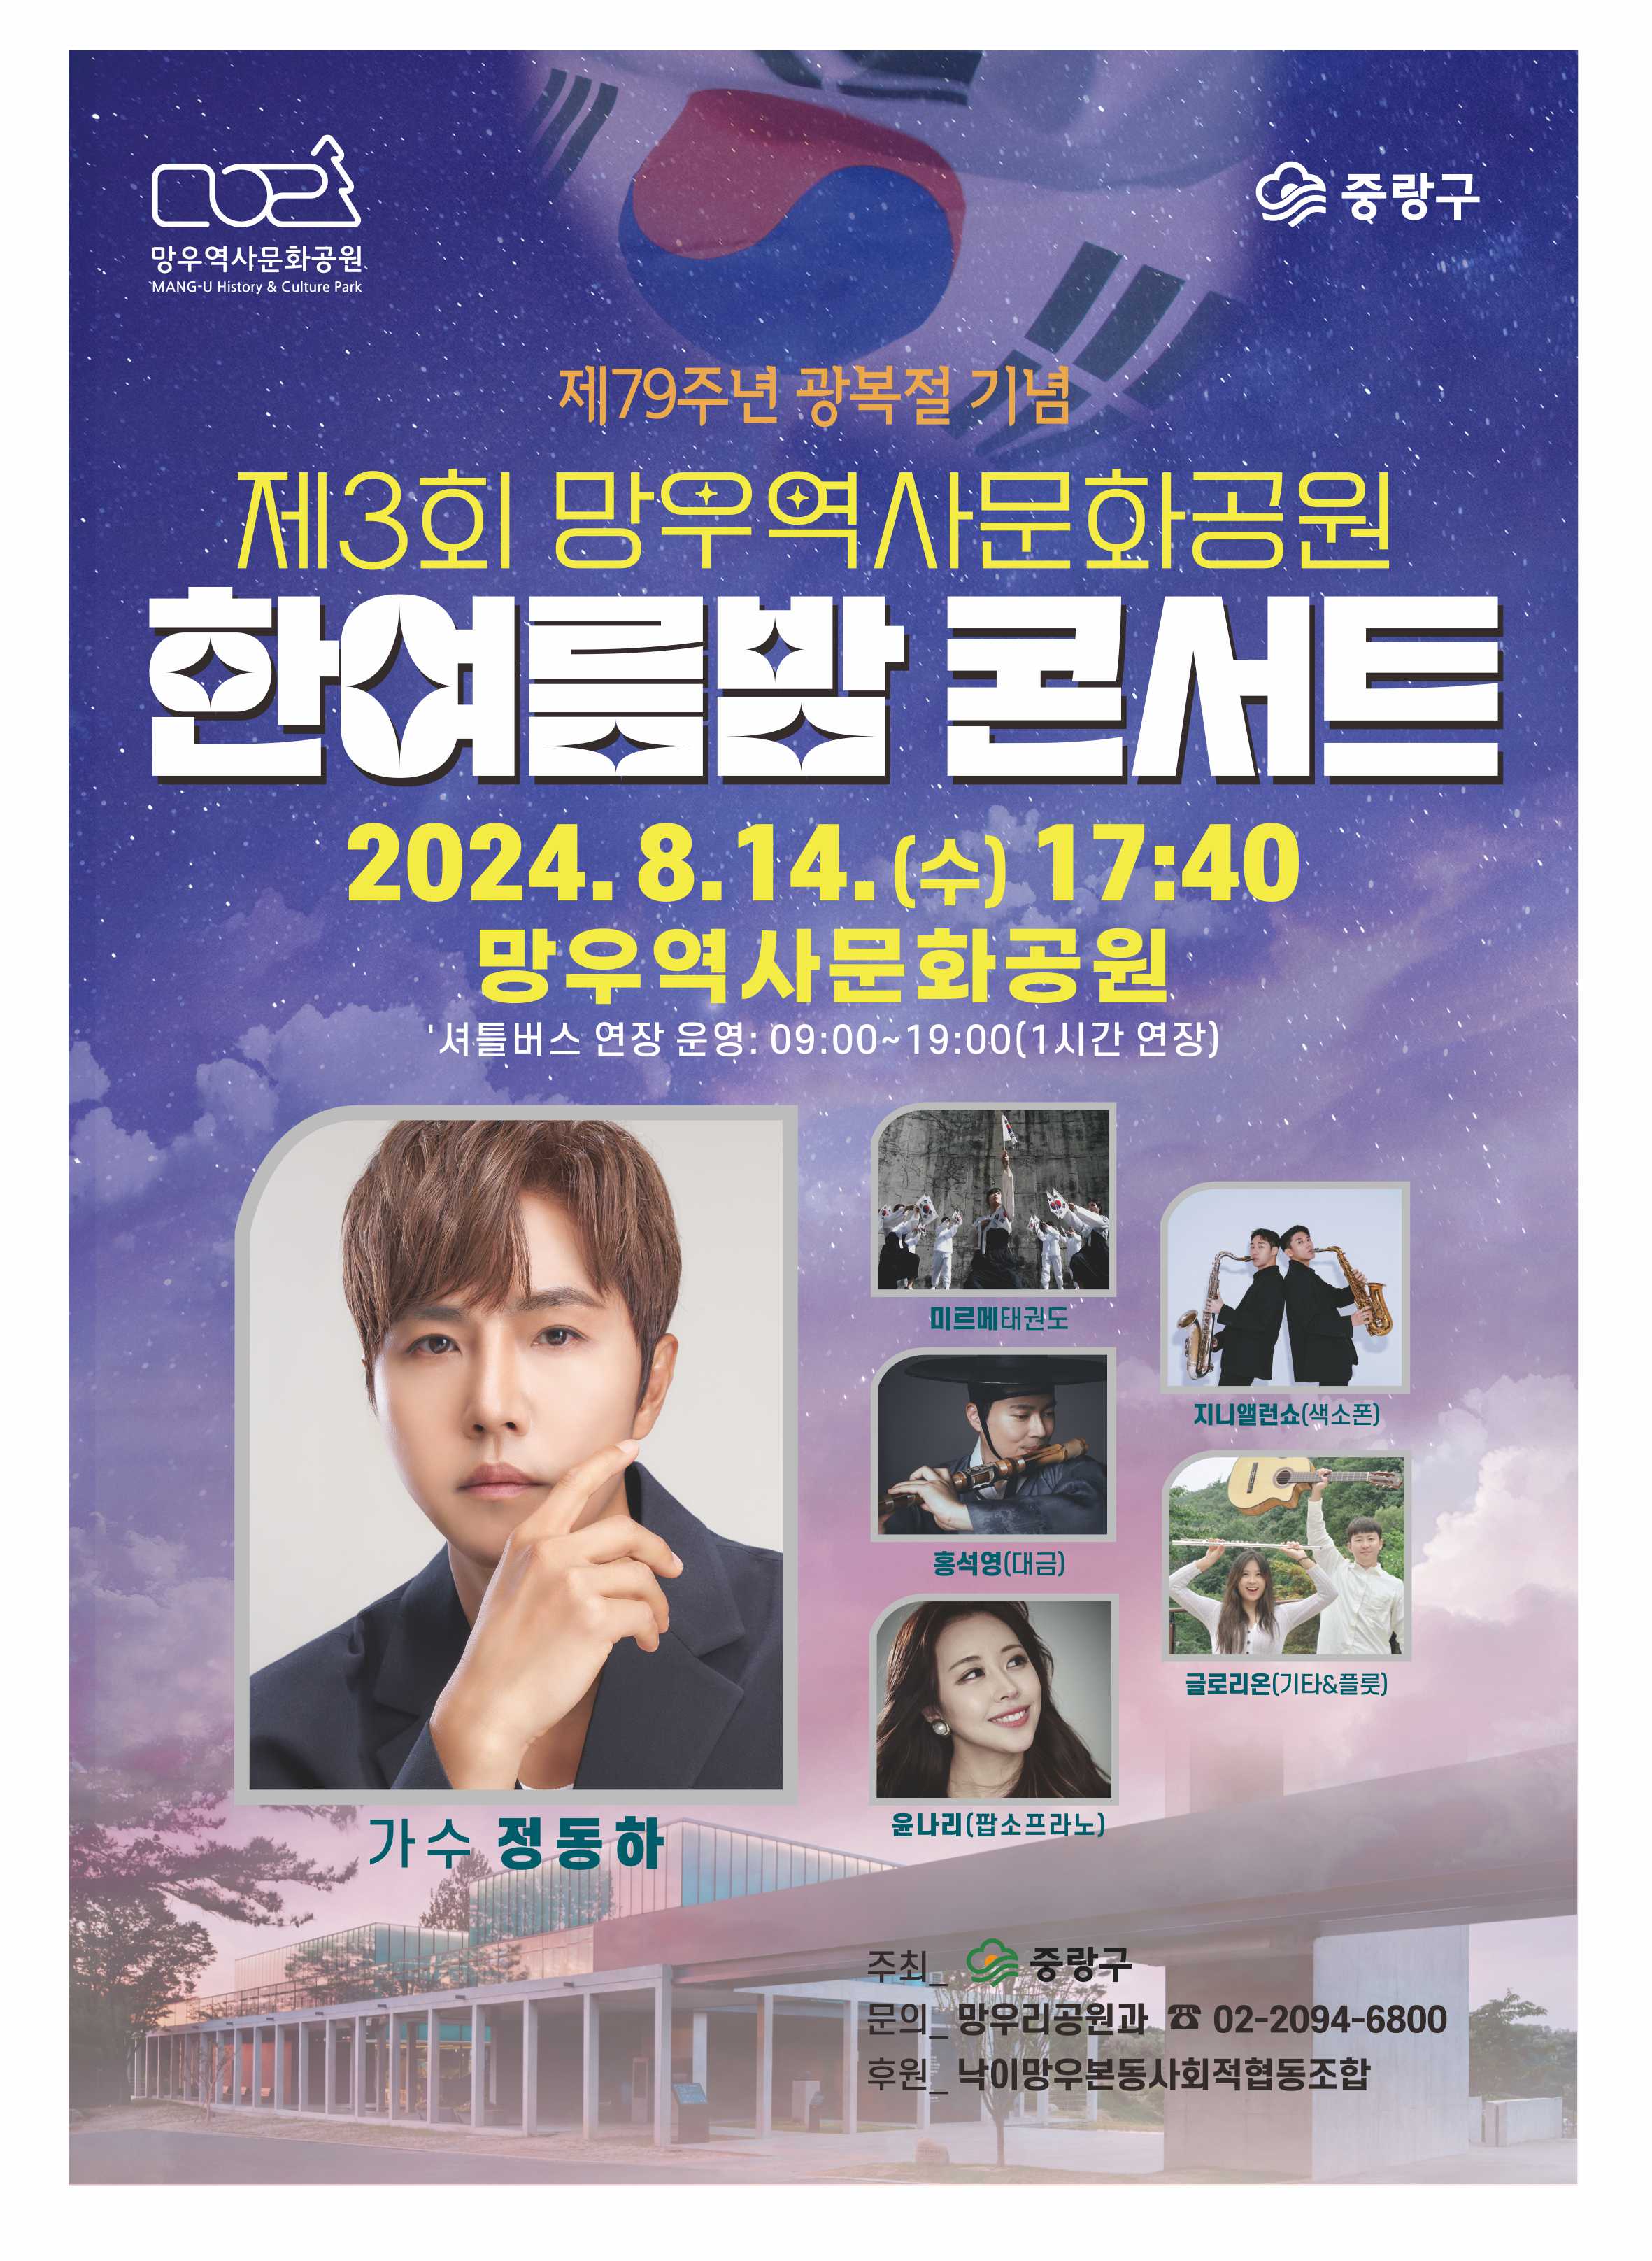 망우역사문화공원
`MANG-U History & Culture Park
중랑구
제79주년 광복절 기념
제3회 망우역사문화공원
한여름밤 콘서트
2024. 8. 14. (수) 17:40
망우역사문화공원
'셔틀버스 연장 운영: 09:00~19:00(1시간 연장)
미르메태권도
지니앨런쇼(색소폰)
홍석영(대금)
글로리온(기타&플룻)
윤나리(팝소프라노)
가수 정동하
주최_ 중랑구
문의_ 망우리공원과 ☎ 02-2094-6800
후원_ 낙이망우본동사회적협동조합